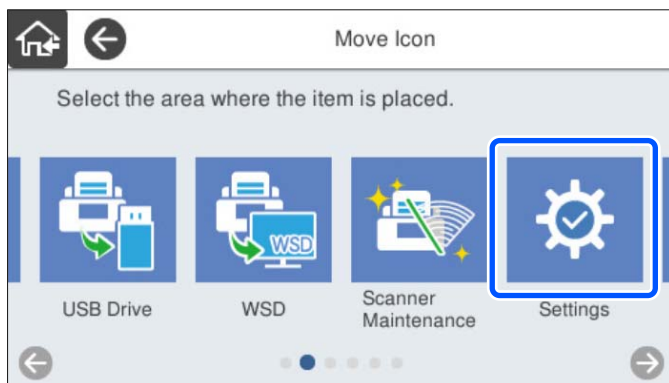 Move Icon
Select the area where the item is placed.
WSD
USB Drive
WSD
Scanner
Maintenance
Settings